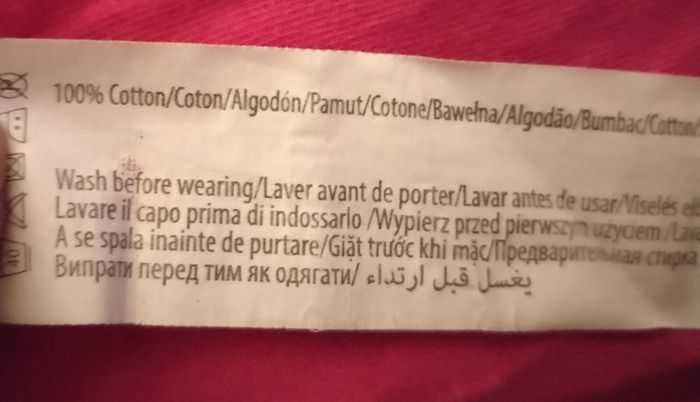 100% Cotton/Coton/Algodón/Pamut/Cotone/Bawełna/Algodão/Bumbac/Cotton/
Wash before wearing/Laver avant de porter/Lavar antes de usar/Viselés
Lavare il capo prima di indossarlo /Wypierz przed pierwszym użyciem /
A se spala inainte de purtare/Giặt trước khi mặc/Предварительная стирка
Випрати перед тим як одягати/ يغسل قبل ارتداء
40